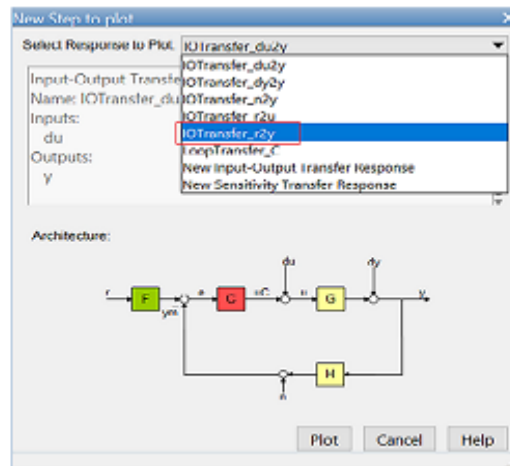 New Step to plot
Select Response to Plot: IOTransfer_du2y
IOTransfer_du2y
IOTransfer_dy2y
IOTransfer_n2y
IOTransfer_r2u
IOTransfer_r2y
LoopTransfer_C
New Input-Output Transfer Response
New Sensitivity Transfer Response
Input-Output Transfe
Name: IOTransfer_du
Inputs:
du
Outputs:
y
Architecture:
du dy
r F e C uC u G y
ym
H
n
Plot Cancel Help